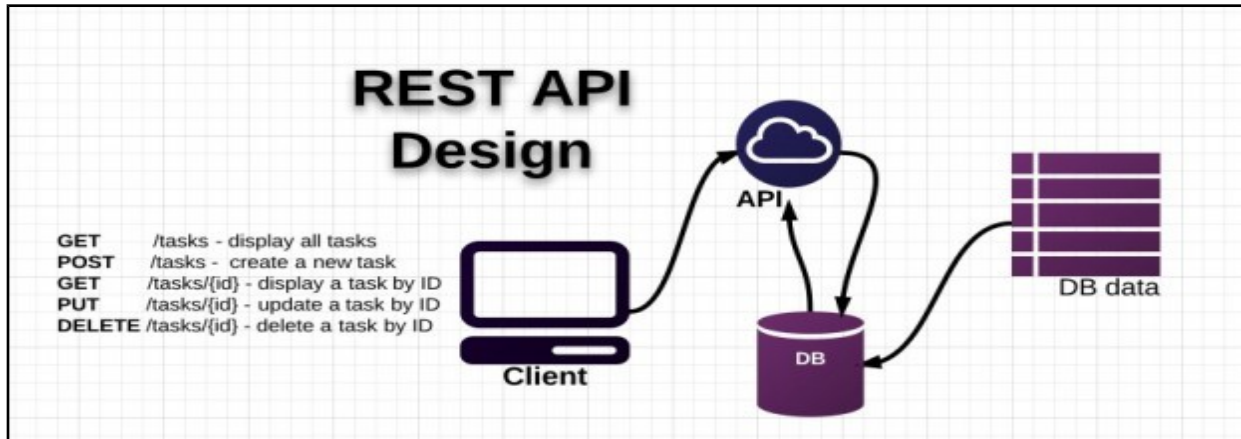 REST API
Design
GET /tasks - display all tasks
POST /tasks - create a new task
GET /tasks/{id} - display a task by ID
PUT /tasks/{id} - update a task by ID
DELETE /tasks/{id} - delete a task by ID
Client
API
DB
DB data